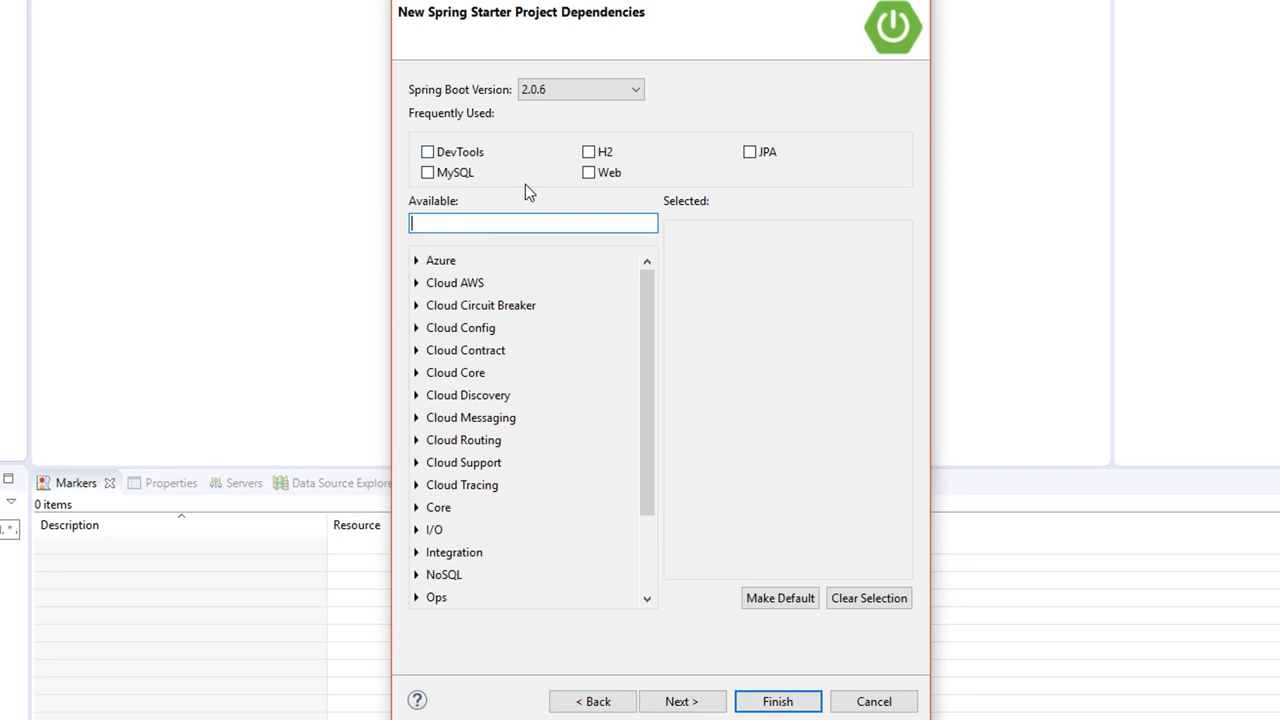 New Spring Starter Project Dependencies
Spring Boot Version: 2.0.6
Frequently Used:
DevTools H2 JPA
MySQL Web
Available: Selected:
Azure
Cloud AWS
Cloud Circuit Breaker
Cloud Config
Cloud Contract
Cloud Core
Cloud Discovery
Cloud Messaging
Cloud Routing
Cloud Support
Cloud Tracing
Core
I/O
Integration
NoSQL
Ops
Make Default Clear Selection
Markers Properties Servers Data Source Explore
0 items
Description Resource
? < Back Next > Finish Cancel